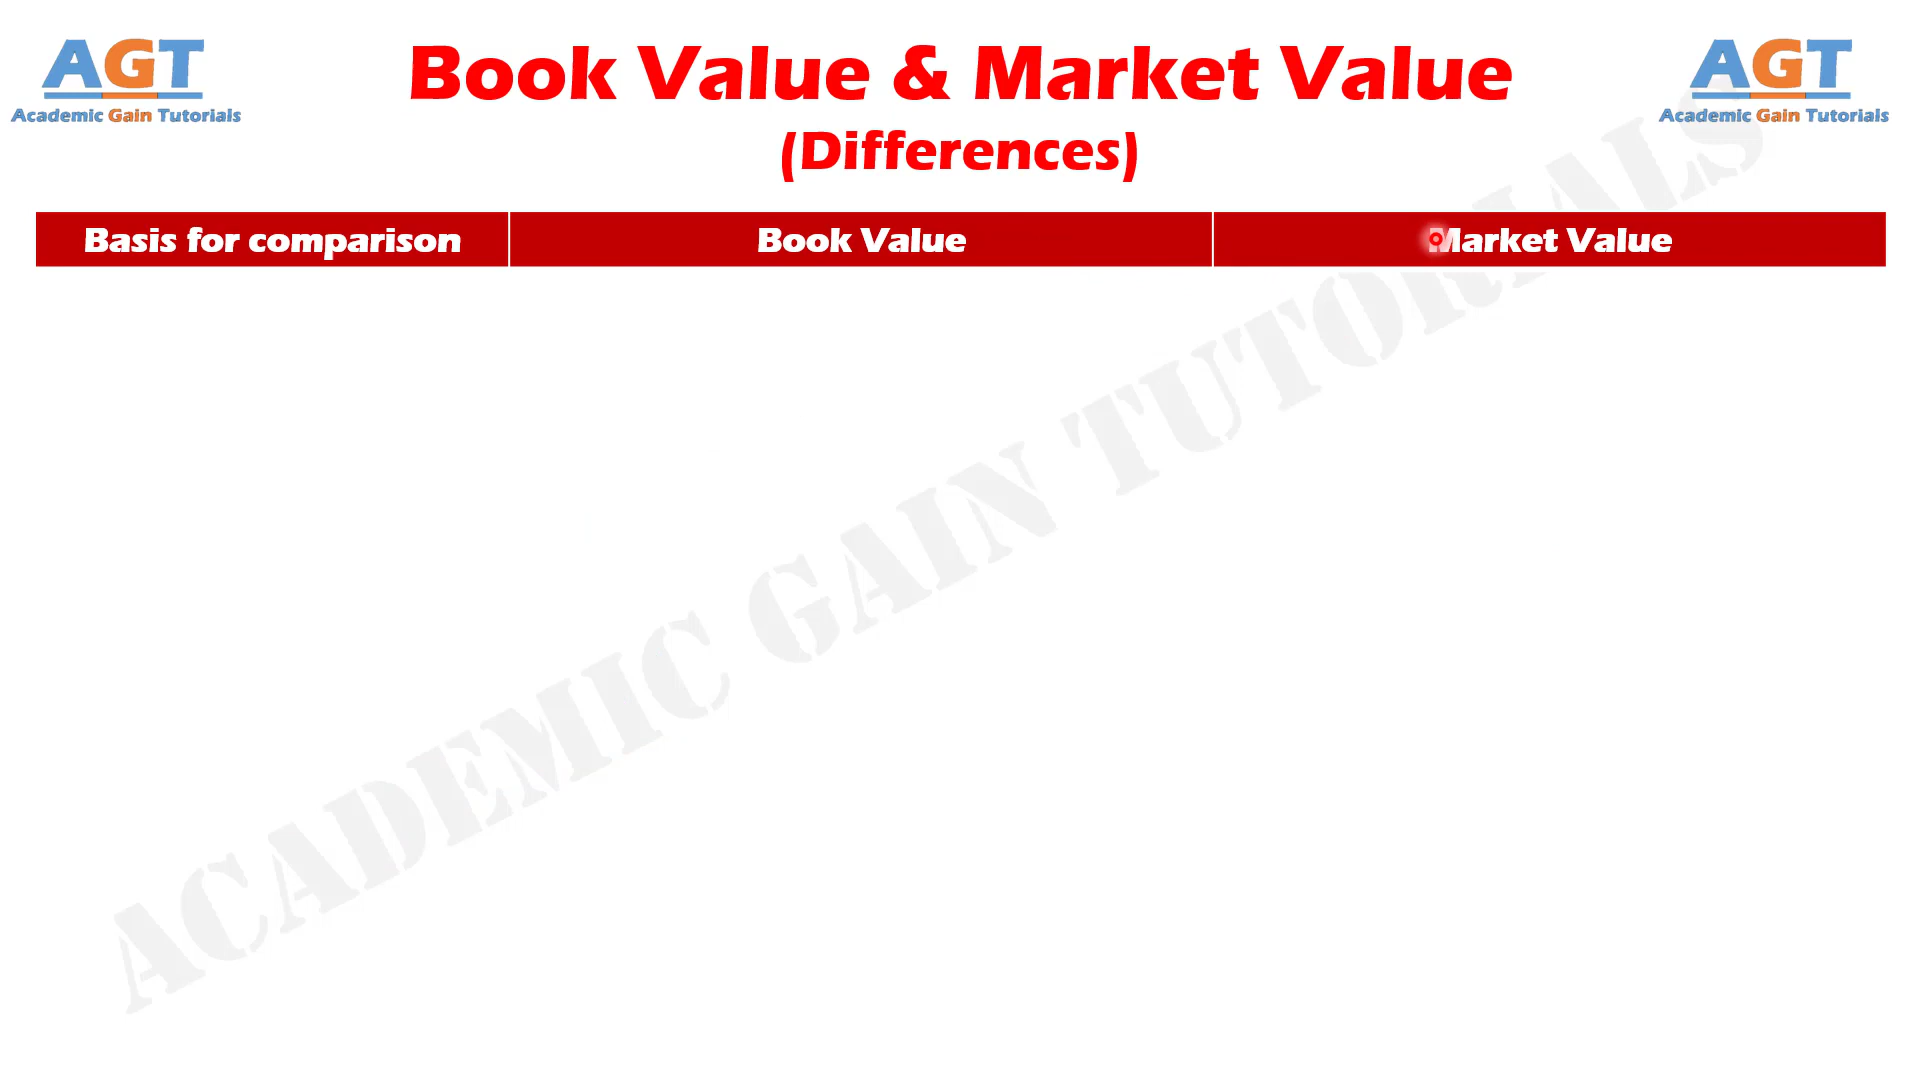 AGT
Academic Gain Tutorials
Book Value & Market Value
(Differences)
AGT
Academic Gain Tutorials
Basis for comparison
Book Value
Market Value
ACADEMIC GAIN TUTORIALS